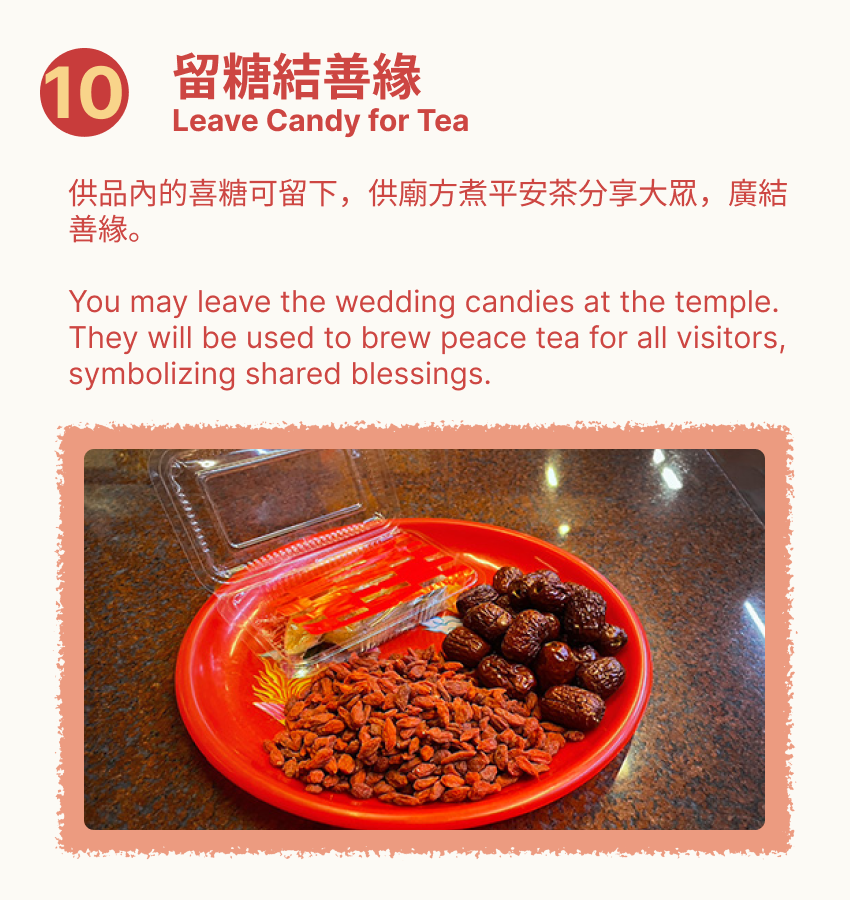 10
留糖結善緣
Leave Candy for Tea
供品內的喜糖可留下，供廟方煮平安茶分享大眾，廣結
善緣。
You may leave the wedding candies at the temple.
They will be used to brew peace tea for all visitors,
symbolizing shared blessings.